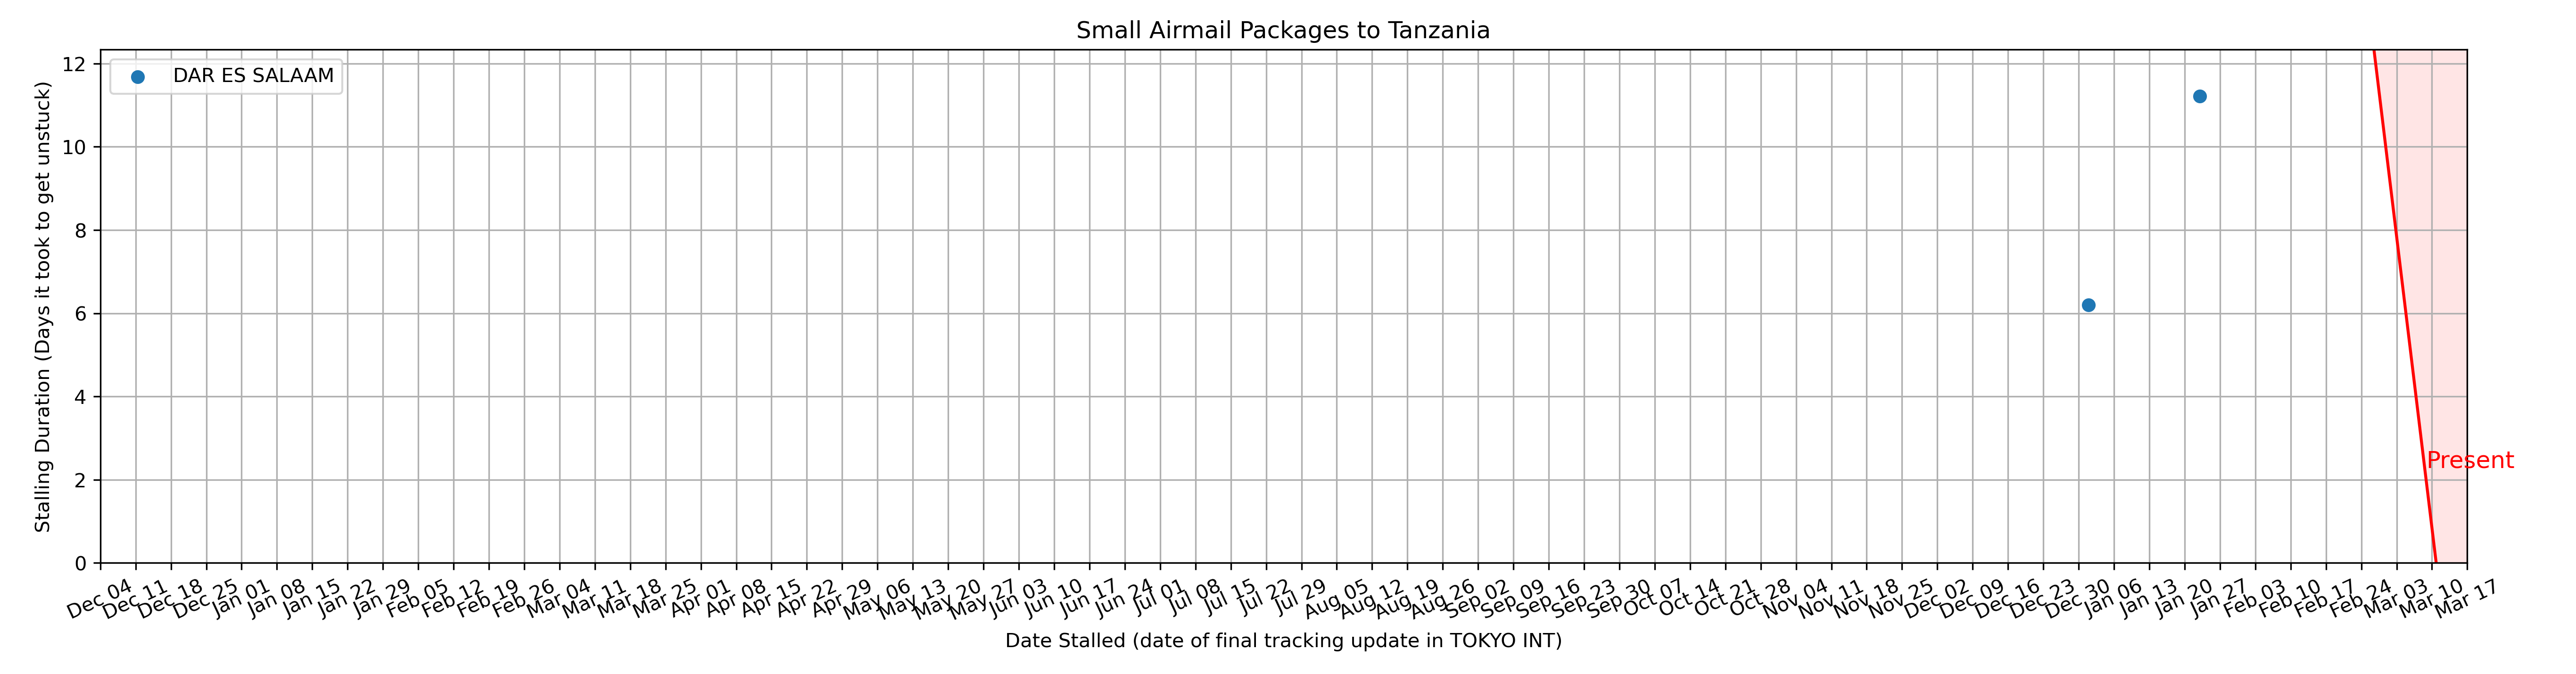 Small Airmail Packages to Tanzania
DAR ES SALAAM
Stalling Duration (Days it took to get unstuck)
12
10
8
6
4
2
0
Present
Dec 04 Dec 11 Dec 18 Dec 25 Jan 01 Jan 08 Jan 15 Jan 22 Jan 29 Feb 05 Feb 12 Feb 19 Feb 26 Mar 04 Mar 11 Mar 18 Mar 25 Apr 01 Apr 08 Apr 15 Apr 22 Apr 29 May 06 May 13 May 20 May 27 Jun 03 Jun 10 Jun 17 Jun 24 Jul 01 Jul 08 Jul 15 Jul 22 Jul 29 Aug 05 Aug 12 Aug 19 Aug 26 Sep 02 Sep 09 Sep 16 Sep 23 Sep 30 Oct 07 Oct 14 Oct 21 Oct 28 Nov 04 Nov 11 Nov 18 Nov 25 Dec 02 Dec 09 Dec 16 Dec 23 Dec 30 Jan 06 Jan 13 Jan 20 Jan 27 Feb 03 Feb 10 Feb 17 Feb 24 Mar 03 Mar 10 Mar 17
Date Stalled (date of final tracking update in TOKYO INT)